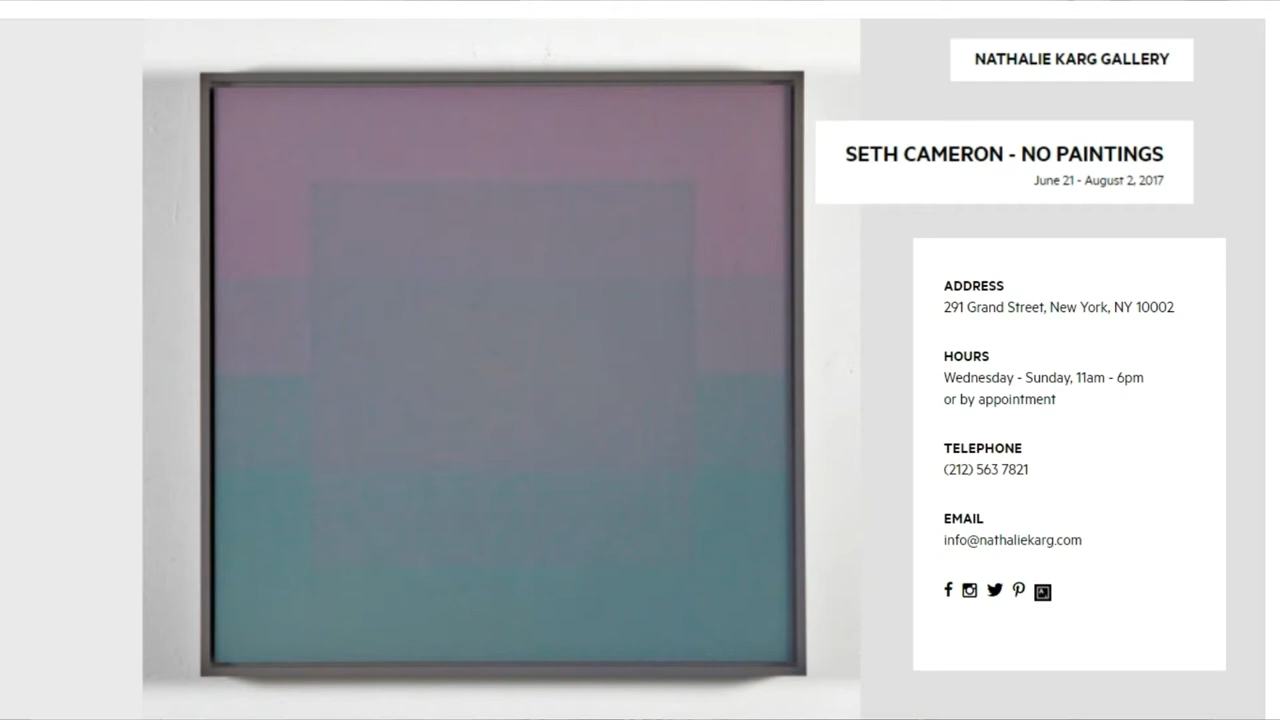 NATHALIE KARG GALLERY
SETH CAMERON - NO PAINTINGS
June 21 - August 2, 2017
ADDRESS
291 Grand Street, New York, NY 10002
HOURS
Wednesday - Sunday, 11am - 6pm
or by appointment
TELEPHONE
(212) 563 7821
EMAIL
info@nathaliekarg.com